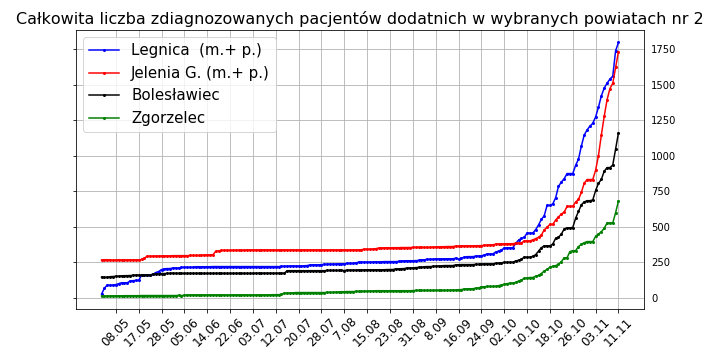 Całkowita liczba zdiagnozowanych pacjentów dodatnich w wybranych powiatach nr 2
Legnica (m.+ p.)
Jelenia G. (m.+ p.)
Bolesławiec
Zgorzelec
1750
1500
1250
1000
750
500
250
0
08.05 17.05 28.05 05.06 14.06 22.06 03.07 12.07 20.07 28.07 7.08 15.08 23.08 31.08 8.09 16.09 24.09 02.10 10.10 18.10 26.10 03.11 11.11